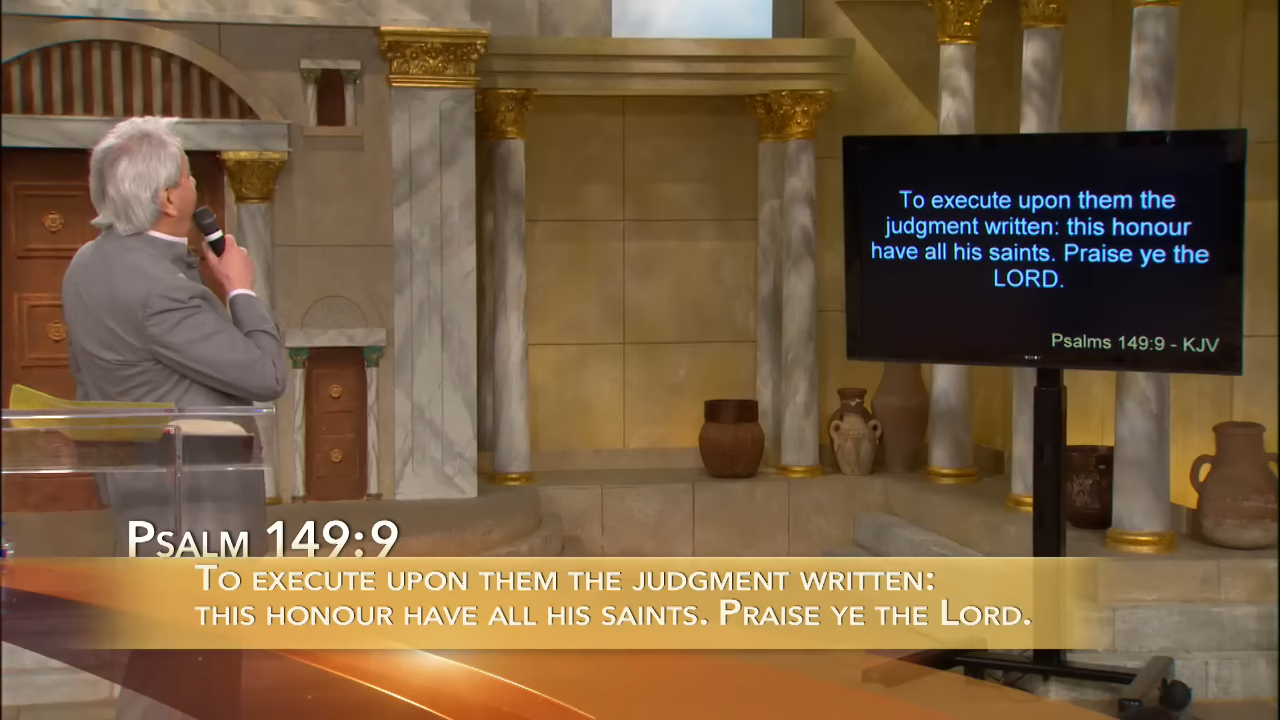 To execute upon them the
judgment written: this honour
have all his saints. Praise ye the
LORD.
Psalms 149:9 - KJV
Psalm 149:9
To execute upon them the judgment written:
this honour have all his saints. Praise ye the Lord.